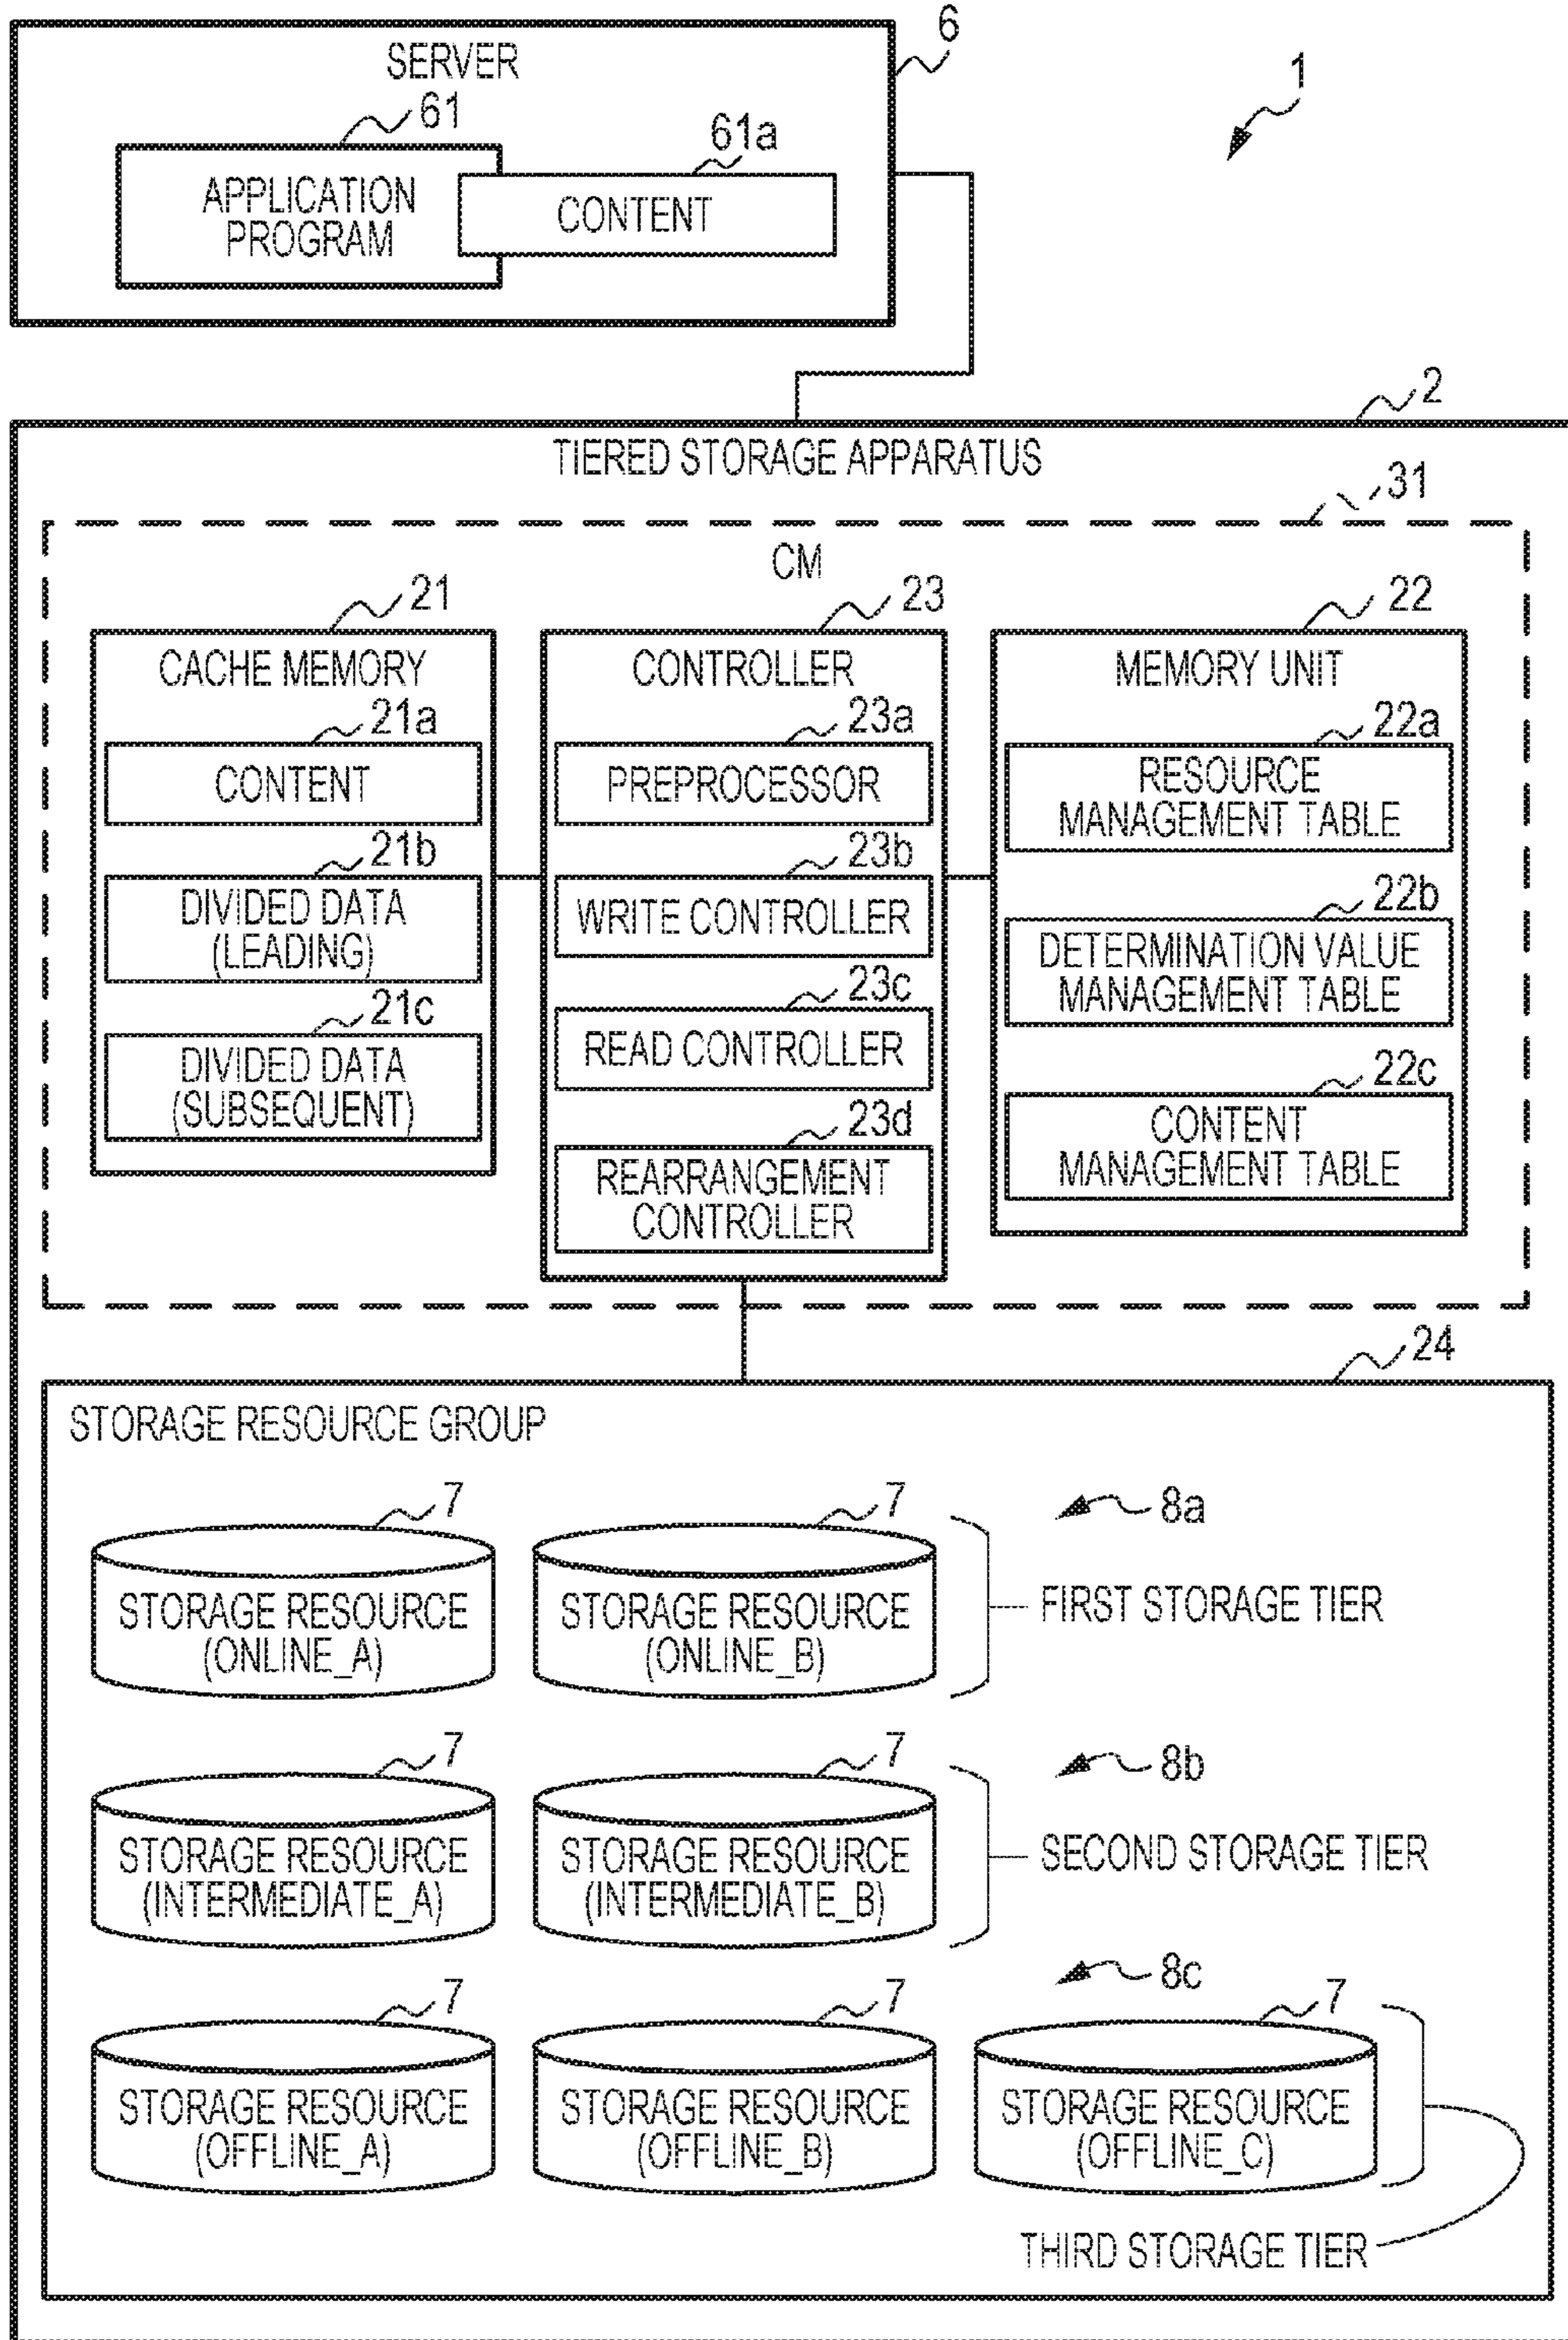 6
SERVER
1
61
61a
APPLICATION
PROGRAM
CONTENT
2
TIERED STORAGE APPARATUS
31
CM
21
CACHE MEMORY
21a
CONTENT
21b
DIVIDED DATA
(LEADING)
21c
DIVIDED DATA
(SUBSEQUENT)
23
CONTROLLER
23a
PREPROCESSOR
23b
WRITE CONTROLLER
23c
READ CONTROLLER
23d
REARRANGEMENT
CONTROLLER
22
MEMORY UNIT
22a
RESOURCE
MANAGEMENT TABLE
22b
DETERMINATION VALUE
MANAGEMENT TABLE
22c
CONTENT
MANAGEMENT TABLE
24
STORAGE RESOURCE GROUP
7
STORAGE RESOURCE
(ONLINE_A)
7
STORAGE RESOURCE
(ONLINE_B)
8a
FIRST STORAGE TIER
7
STORAGE RESOURCE
(INTERMEDIATE_A)
7
STORAGE RESOURCE
(INTERMEDIATE_B)
8b
SECOND STORAGE TIER
8c
7
STORAGE RESOURCE
(OFFLINE_A)
7
STORAGE RESOURCE
(OFFLINE_B)
7
STORAGE RESOURCE
(OFFLINE_C)
THIRD STORAGE TIER